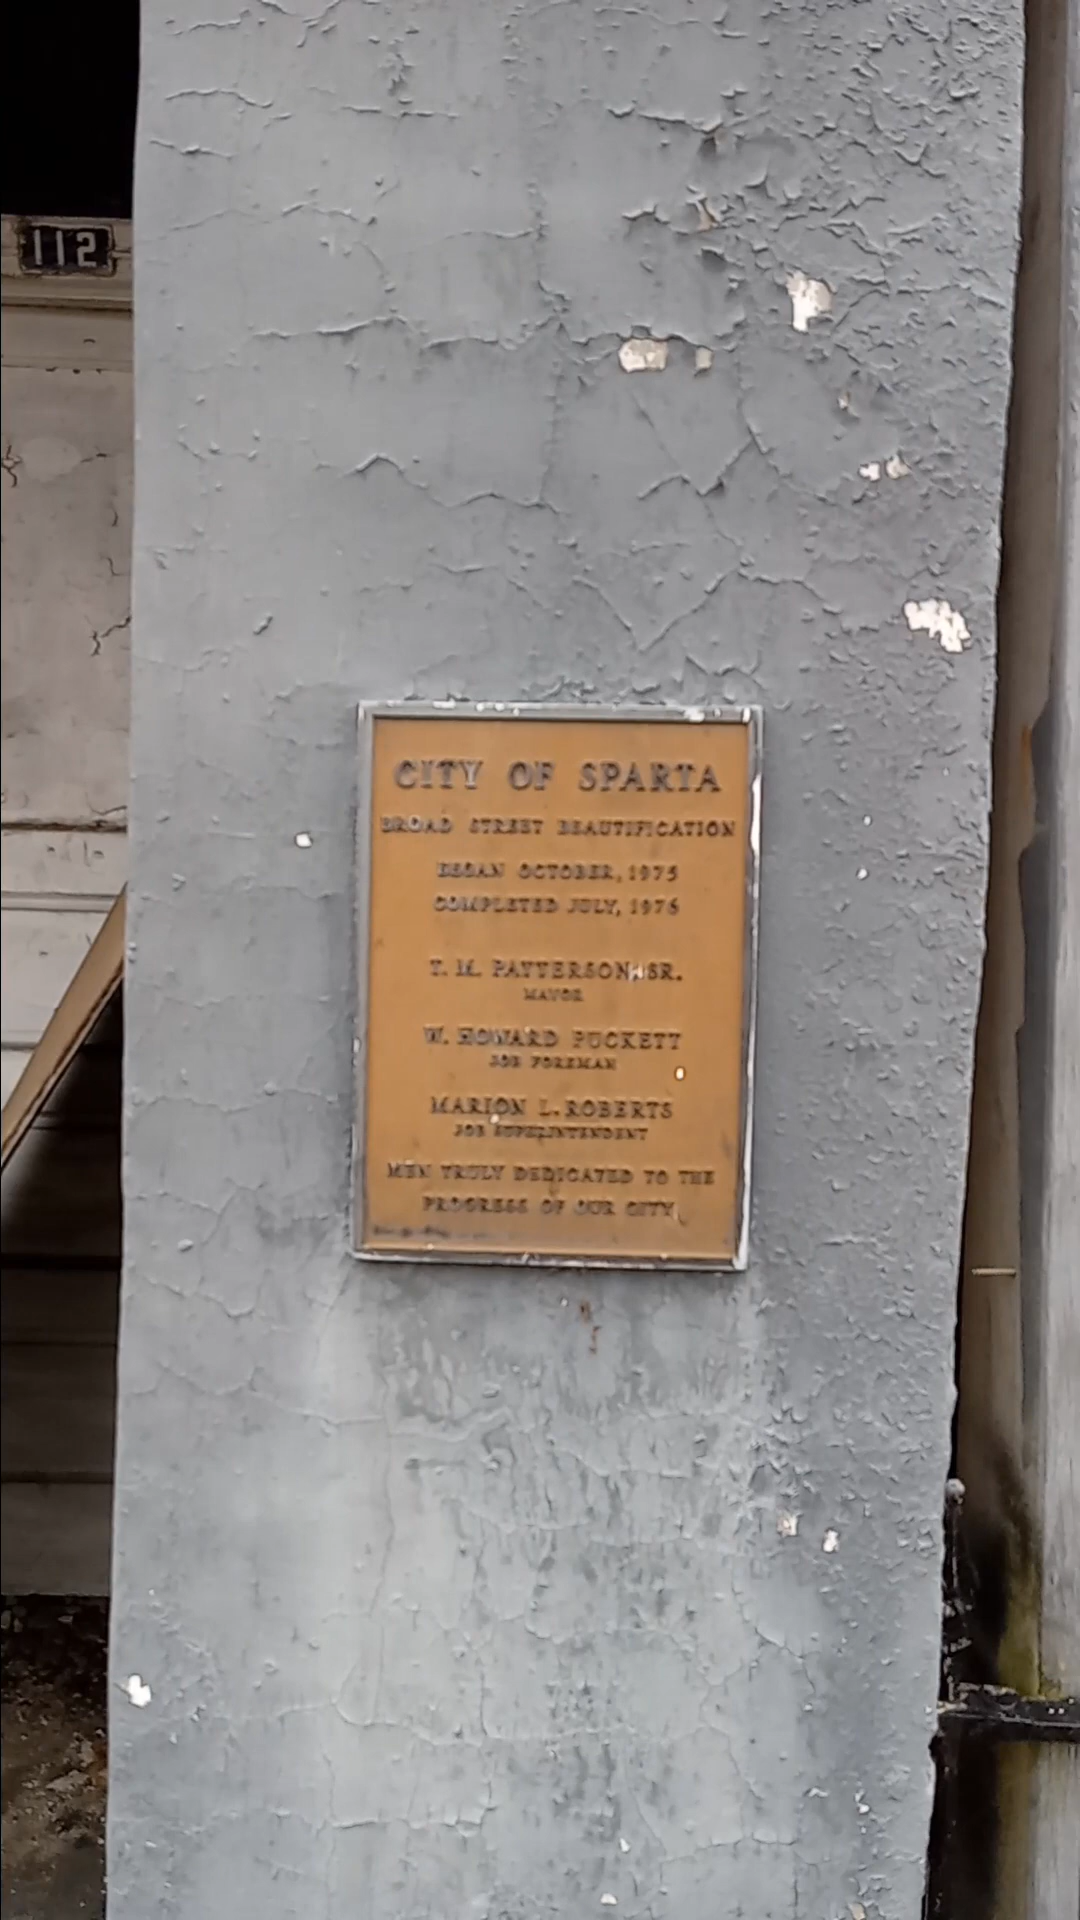 112
CITY OF SPARTA
BROAD STREET BEAUTIFICATION
BEGAN OCTOBER, 1975
COMPLETED JULY, 1976
T. M. PATTERSON, SR.
MAYOR
W. HOWARD PUCKETT
JOB FOREMAN
MARION L. ROBERTS
JOB SUPERINTENDENT
MEN TRULY DEDICATED TO THE
PROGRESS OF OUR CITY